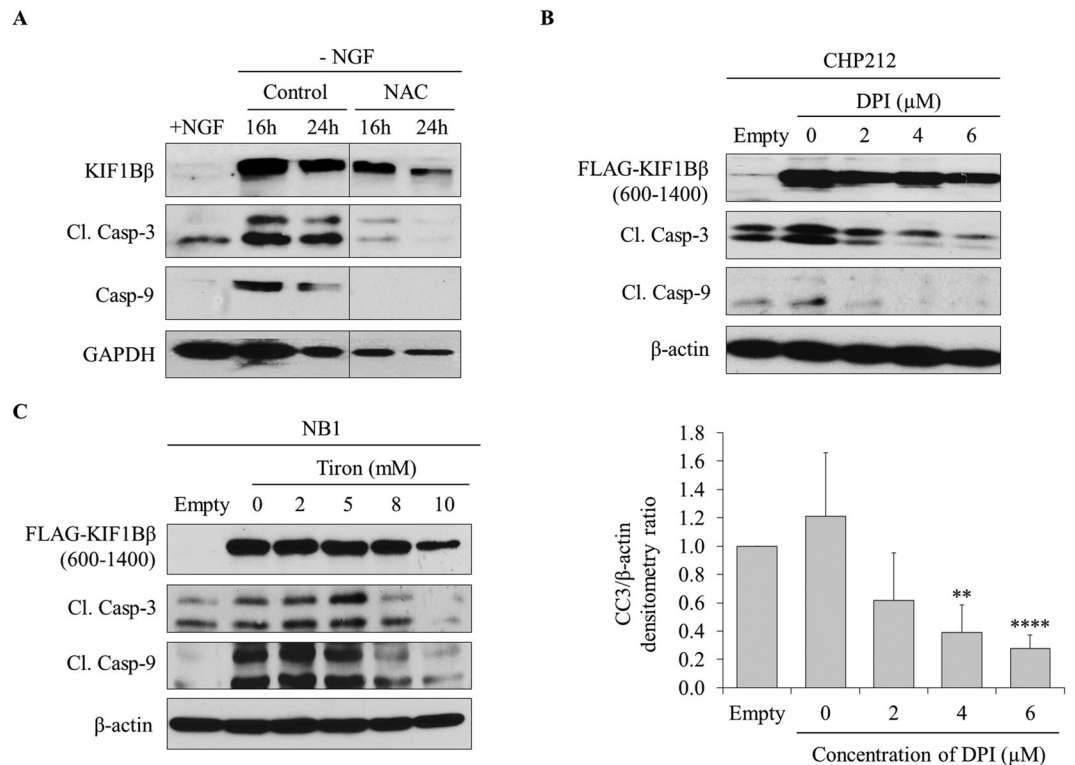 A
- NGF
Control NAC
+NGF 16h 24h 16h 24h
KIF1Bβ
Cl. Casp-3
Casp-9
GAPDH
B
CHP212
DPI (μM)
Empty 0 2 4 6
FLAG-KIF1Bβ
(600-1400)
Cl. Casp-3
Cl. Casp-9
β-actin
C
NB1
Tiron (mM)
Empty 0 2 5 8 10
FLAG-KIF1Bβ
(600-1400)
Cl. Casp-3
Cl. Casp-9
β-actin
CC3/β-actin
densitometry ratio
1.8
1.6
1.4
1.2
1.0
0.8
0.6
0.4
0.2
0.0
**
****
Empty 0 2 4 6
Concentration of DPI (μM)